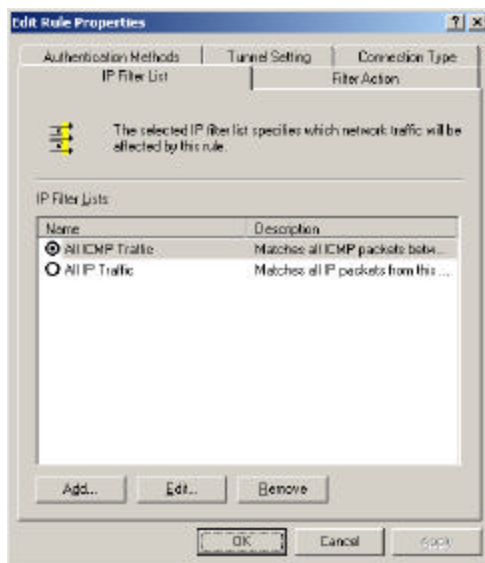 Edit Rule Properties
? x
Authentication Methods Tunnel Setting Connection Type
IP Filter List Filter Action
The selected IP filter list specifies which network traffic will be
affected by this rule.
IP Filter Lists:
Name Description
All ICMP Traffic Matches all ICMP packets betw...
All IP Traffic Matches all IP packets from this ...
Add... Edit... Remove
OK Cancel Apply